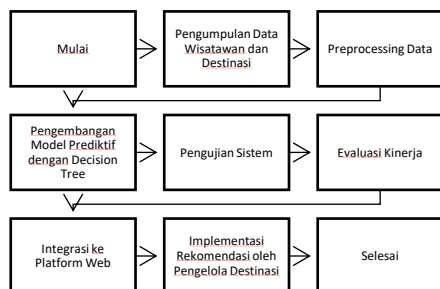 Mulai
Pengumpulan Data
Wisatawan dan
Destinasi
Preprocessing Data
Pengembangan
Model Prediktif
dengan Decision
Tree
Pengujian Sistem
Evaluasi Kinerja
Integrasi ke
Platform Web
Implementasi
Rekomendasi oleh
Pengelola Destinasi
Selesai